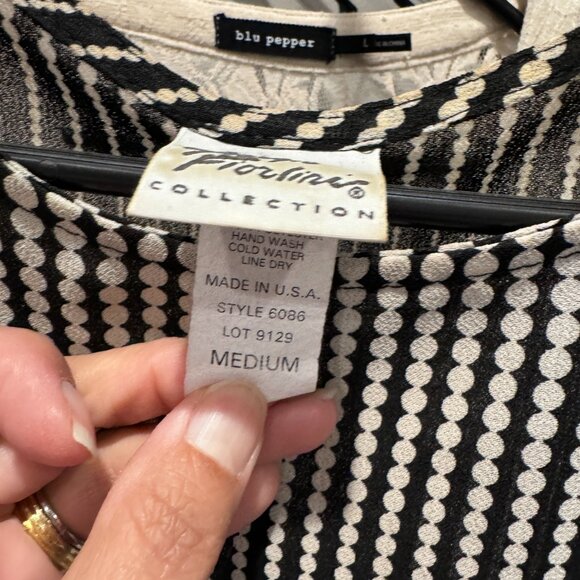 blu pepper
L
Fiorlini's ®
COLLECTION
HAND WASH
COLD WATER
LINE DRY
MADE IN U.S.A.
STYLE 6086
LOT 9129
MEDIUM